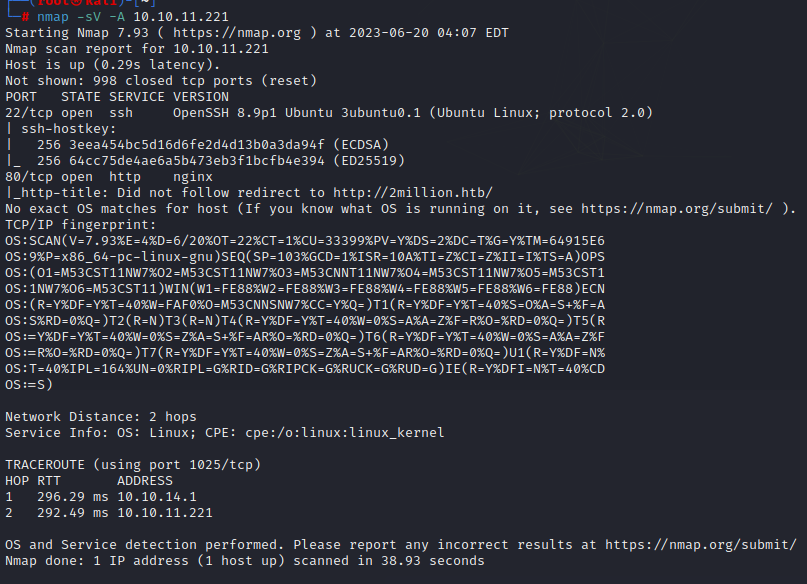 (root㉿kali)-[~]
# nmap -sV -A 10.10.11.221
Starting Nmap 7.93 ( https://nmap.org ) at 2023-06-20 04:07 EDT
Nmap scan report for 10.10.11.221
Host is up (0.29s latency).
Not shown: 998 closed tcp ports (reset)
PORT   STATE SERVICE VERSION
22/tcp open  ssh     OpenSSH 8.9p1 Ubuntu 3ubuntu0.1 (Ubuntu Linux; protocol 2.0)
| ssh-hostkey:
|   256 3eea454bc5d16d6fe2d4d13b0a3da94f (ECDSA)
|_  256 64cc75de4ae6a5b473eb3f1bcfb4e394 (ED25519)
80/tcp open  http    nginx
|_http-title: Did not follow redirect to http://2million.htb/
No exact OS matches for host (If you know what OS is running on it, see https://nmap.org/submit/ ).
TCP/IP fingerprint:
OS:SCAN(V=7.93%E=4%D=6/20%OT=22%CT=1%CU=33399%PV=Y%DS=2%DC=T%G=Y%TM=64915E6
OS:9%P=x86_64-pc-linux-gnu)SEQ(SP=103%GCD=1%ISR=10A%TI=Z%CI=Z%II=I%TS=A)OPS
OS:(O1=M53CST11NW7%O2=M53CST11NW7%O3=M53CNNT11NW7%O4=M53CST11NW7%O5=M53CST1
OS:1NW7%O6=M53CST11)WIN(W1=FE88%W2=FE88%W3=FE88%W4=FE88%W5=FE88%W6=FE88)ECN
OS:(R=Y%DF=Y%T=40%W=FAF0%O=M53CNNSNW7%CC=Y%Q=)T1(R=Y%DF=Y%T=40%S=O%A=S+%F=A
OS:S%RD=0%Q=)T2(R=N)T3(R=N)T4(R=Y%DF=Y%T=40%W=0%S=A%A=Z%F=R%O=%RD=0%Q=)T5(R
OS:=Y%DF=Y%T=40%W=0%S=Z%A=S+%F=AR%O=%RD=0%Q=)T6(R=Y%DF=Y%T=40%W=0%S=A%A=Z%F
OS:=R%O=%RD=0%Q=)T7(R=Y%DF=Y%T=40%W=0%S=Z%A=S+%F=AR%O=%RD=0%Q=)U1(R=Y%DF=N%
OS:T=40%IPL=164%UN=0%RIPL=G%RID=G%RIPCK=G%RUCK=G%RUD=G)IE(R=Y%DFI=N%T=40%CD
OS:=S)
Network Distance: 2 hops
Service Info: OS: Linux; CPE: cpe:/o:linux:linux_kernel
TRACEROUTE (using port 1025/tcp)
HOP RTT       ADDRESS
1   296.29 ms 10.10.14.1
2   292.49 ms 10.10.11.221
OS and Service detection performed. Please report any incorrect results at https://nmap.org/submit/
Nmap done: 1 IP address (1 host up) scanned in 38.93 seconds